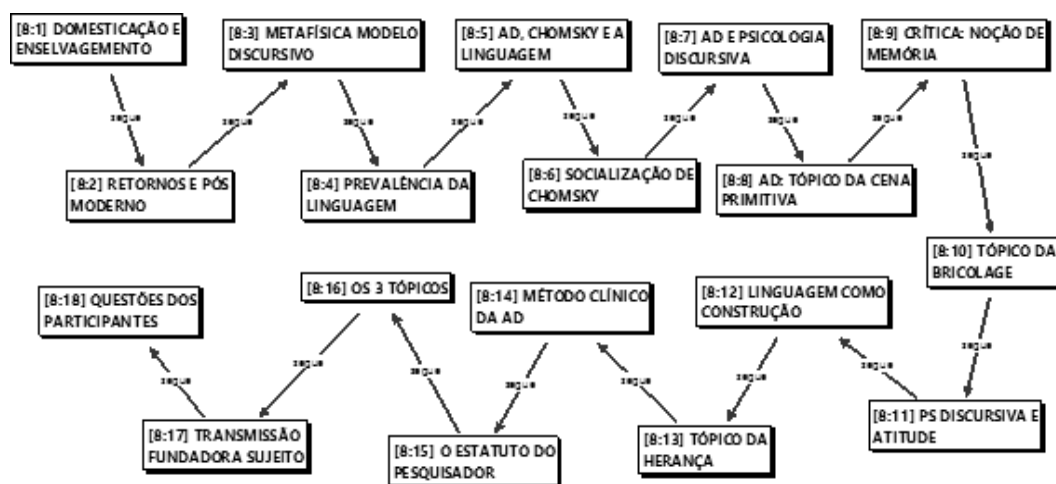 [8:1] DOMESTICAÇÃO E
ENSELVAGEMENTO
segue
[8:2] RETORNOS E PÓS
MODERNO
segue
[8:3] METAFÍSICA MODELO
DISCURSIVO
segue
[8:4] PREVALÊNCIA DA
LINGUAGEM
segue
[8:5] AD, CHOMSKY E A
LINGUAGEM
segue
[8:6] SOCIALIZAÇÃO DE
CHOMSKY
segue
[8:7] AD E PSICOLOGIA
DISCURSIVA
segue
[8:8] AD: TÓPICO DA CENA
PRIMITIVA
segue
[8:9] CRÍTICA: NOÇÃO DE
MEMÓRIA
segue
[8:10] TÓPICO DA
BRICOLAGE
segue
[8:11] PS DISCURSIVA E
ATITUDE
segue
[8:12] LINGUAGEM COMO
CONSTRUÇÃO
segue
[8:13] TÓPICO DA
HERANÇA
segue
[8:14] MÉTODO CLÍNICO
DA AD
segue
[8:15] O ESTATUTO DO
PESQUISADOR
segue
[8:16] OS 3 TÓPICOS
segue
[8:17] TRANSMISSÃO
FUNDADORA SUJEITO
segue
[8:18] QUESTÕES DOS
PARTICIPANTES